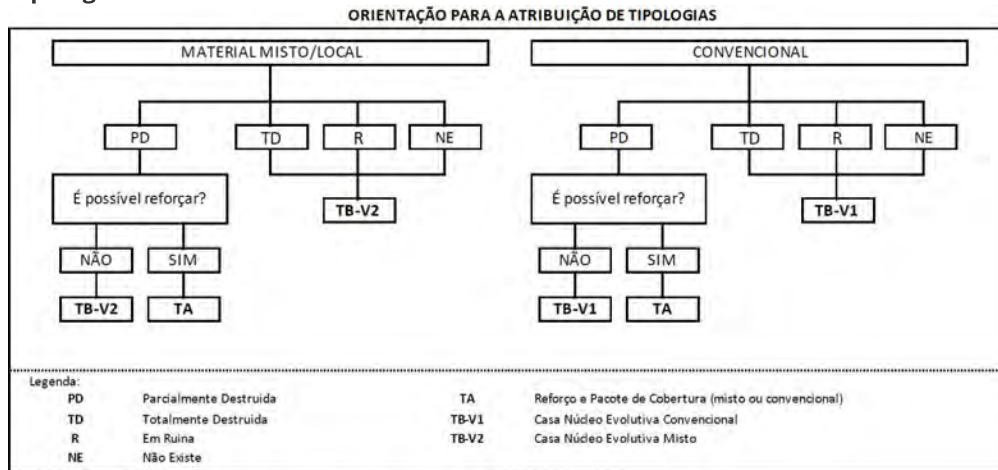 ORIENTAÇÃO PARA A ATRIBUIÇÃO DE TIPOLOGIAS
MATERIAL MISTO/LOCAL
CONVENCIONAL
PD TD R NE
PD TD R NE
É possível reforçar?
TB-V2
É possível reforçar?
TB-V1
NÃO SIM
NÃO SIM
TB-V2 TA
TB-V1 TA
Legenda:
PD Parcialmente Destruida
TA Reforço e Pacote de Cobertura (misto ou convencional)
TD Totalmente Destruida
TB-V1 Casa Núcleo Evolutiva Convencional
R Em Ruina
TB-V2 Casa Núdeo Evolutiva Misto
NE Não Existe